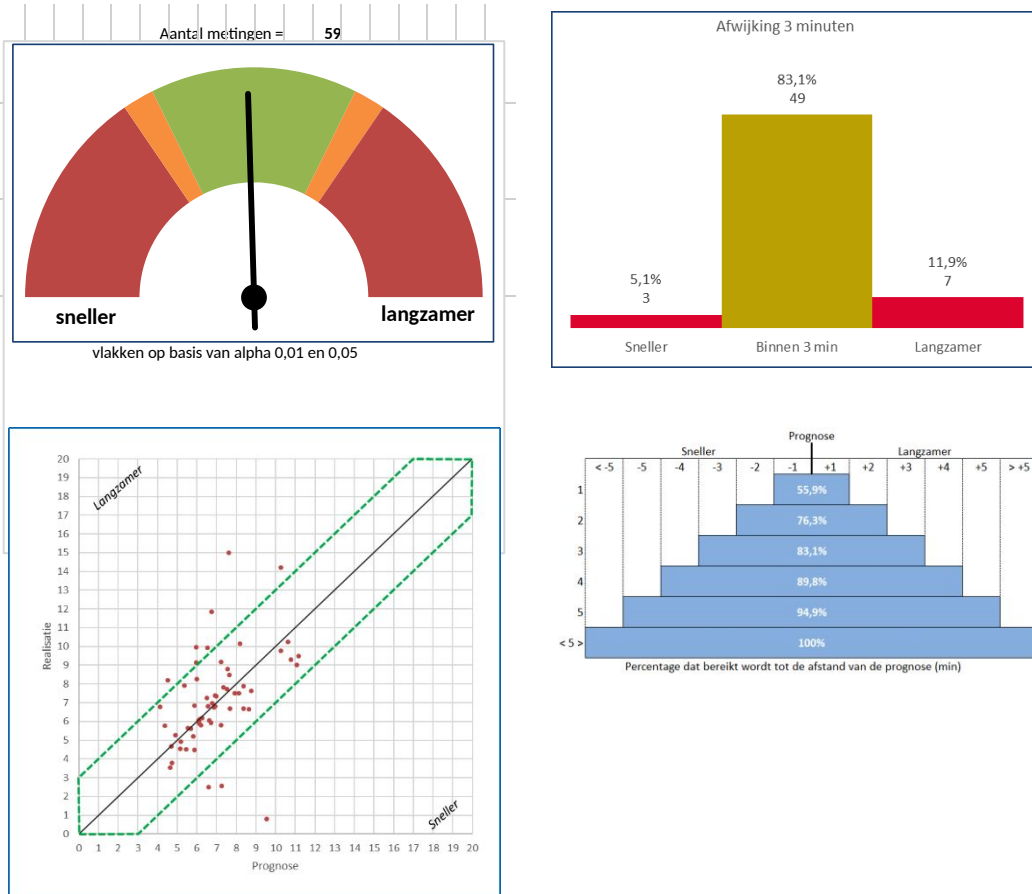 Aantal metingen = 59
sneller
langzamer
vlakken op basis van alpha 0,01 en 0,05
Afwijking 3 minuten
83,1%
49
11,9%
7
5,1%
3
Sneller
Binnen 3 min
Langzamer
20
19
18
17
16
15
14
13
12
11
10
9
8
7
6
5
4
3
2
1
0
Realisatie
Langzamer
Sneller
0 1 2 3 4 5 6 7 8 9 10 11 12 13 14 15 16 17 18 19 20
Prognose
Prognose
Sneller
Langzamer
< -5 -5 -4 -3 -2 -1 +1 +2 +3 +4 +5 > +5
1 55,9%
2 76,3%
3 83,1%
4 89,8%
5 94,9%
< 5 > 100%
Percentage dat bereikt wordt tot de afstand van de prognose (min)